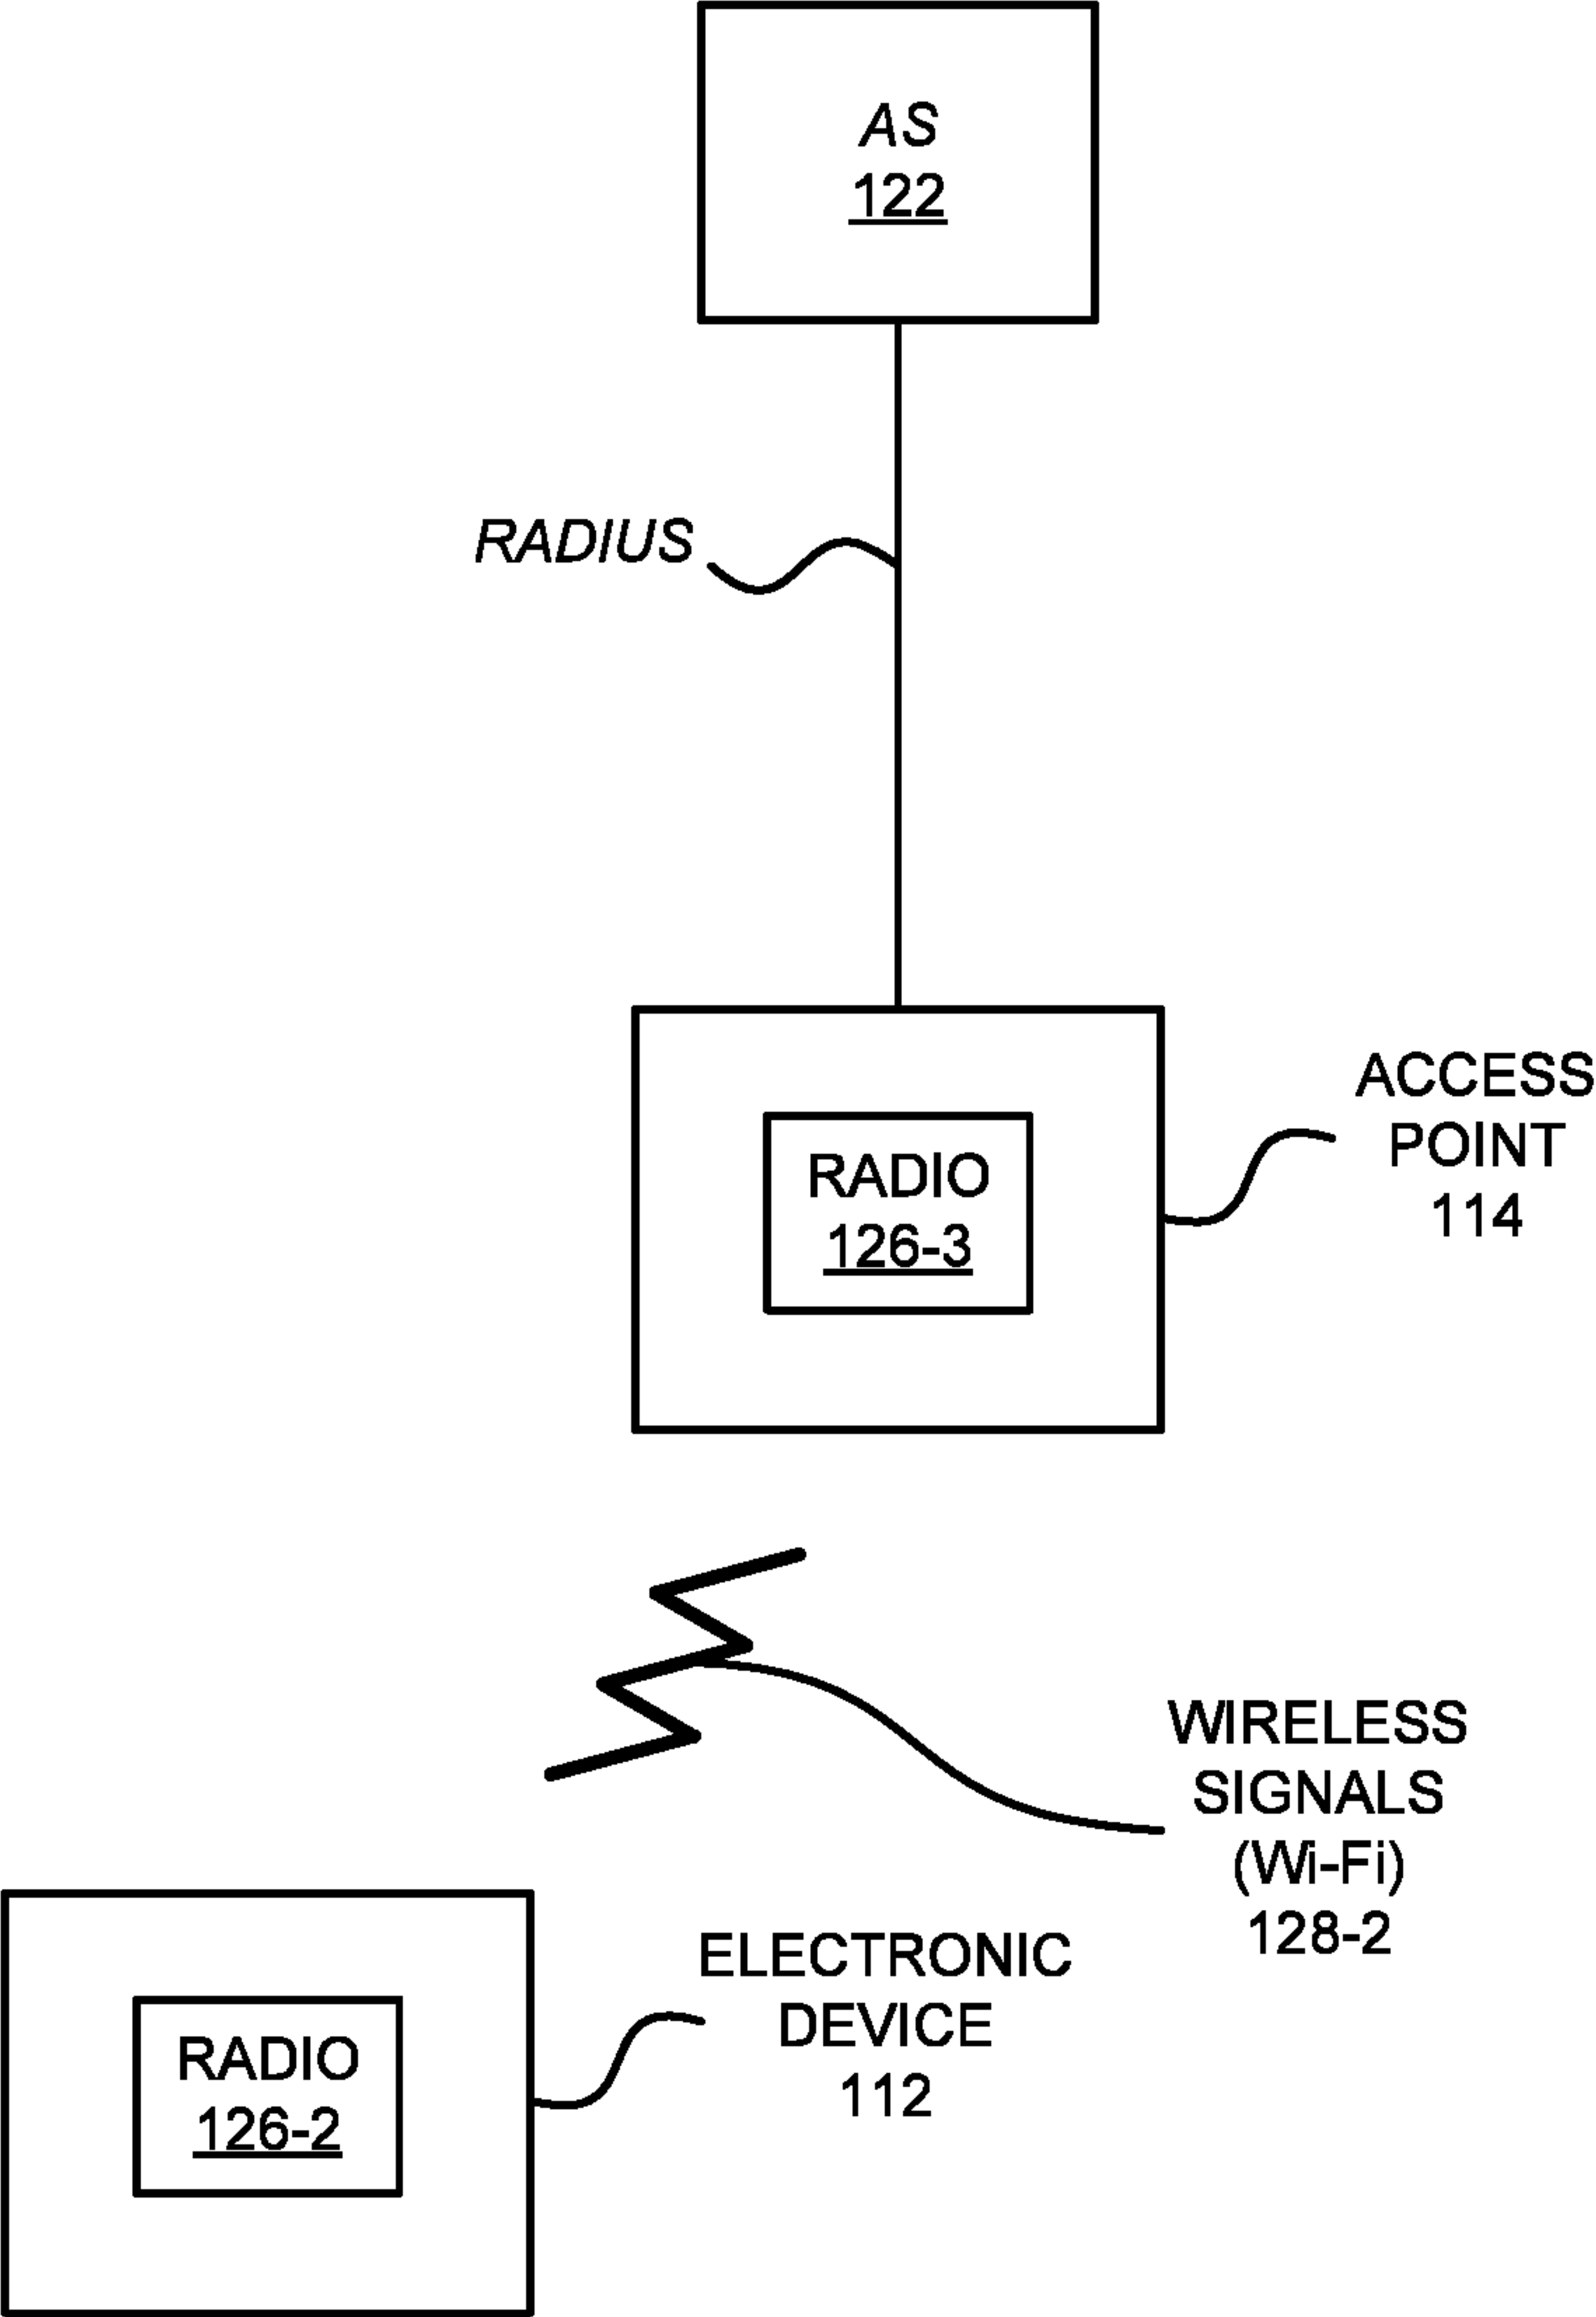 AS
122
RADIUS
ACCESS
POINT
114
RADIO
126-3
WIRELESS
SIGNALS
(Wi-Fi)
128-2
ELECTRONIC
DEVICE
112
RADIO
126-2